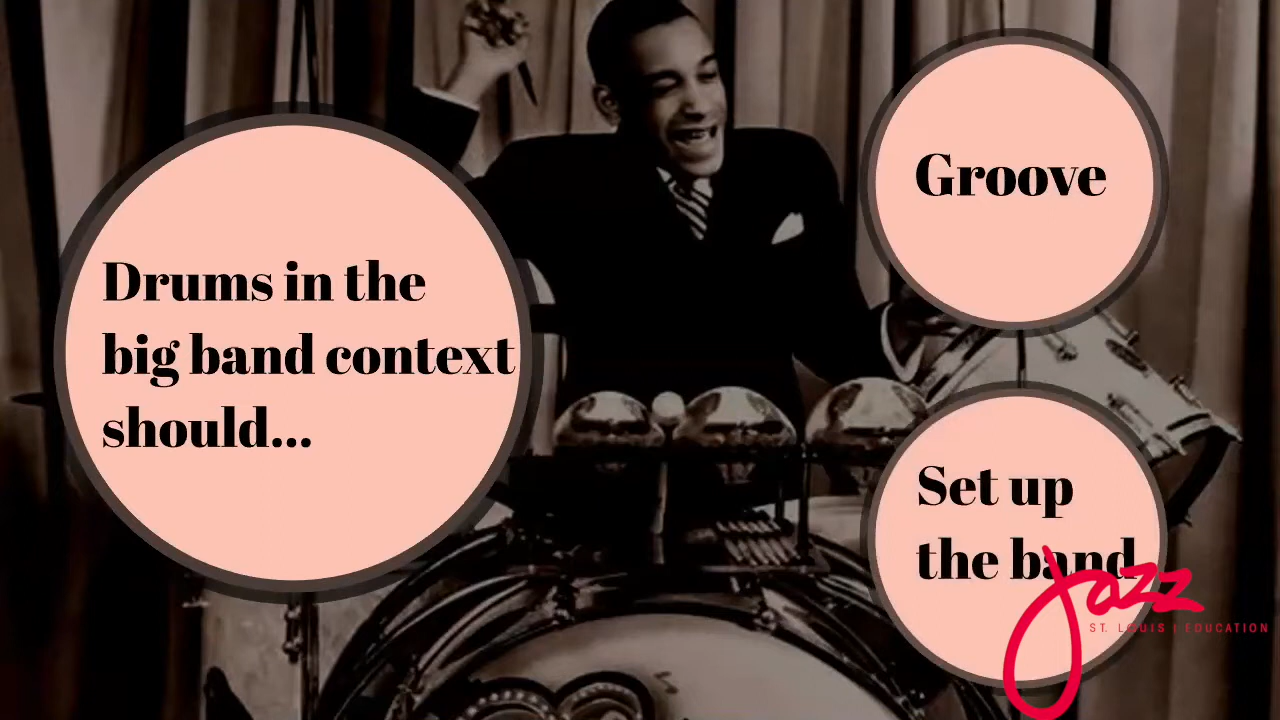 Drums in the
big band context
should...
Groove
Set up
the band
jazz
ST. LOUIS | EDUCATION